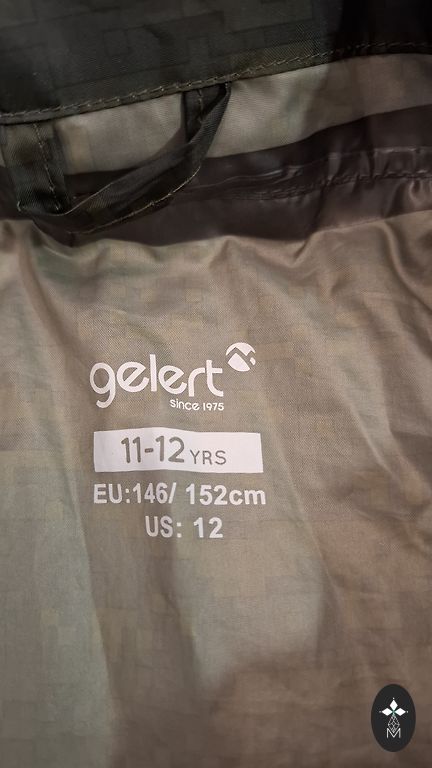 gelert
since 1975
11-12 YRS
EU:146/ 152cm
US: 12
M